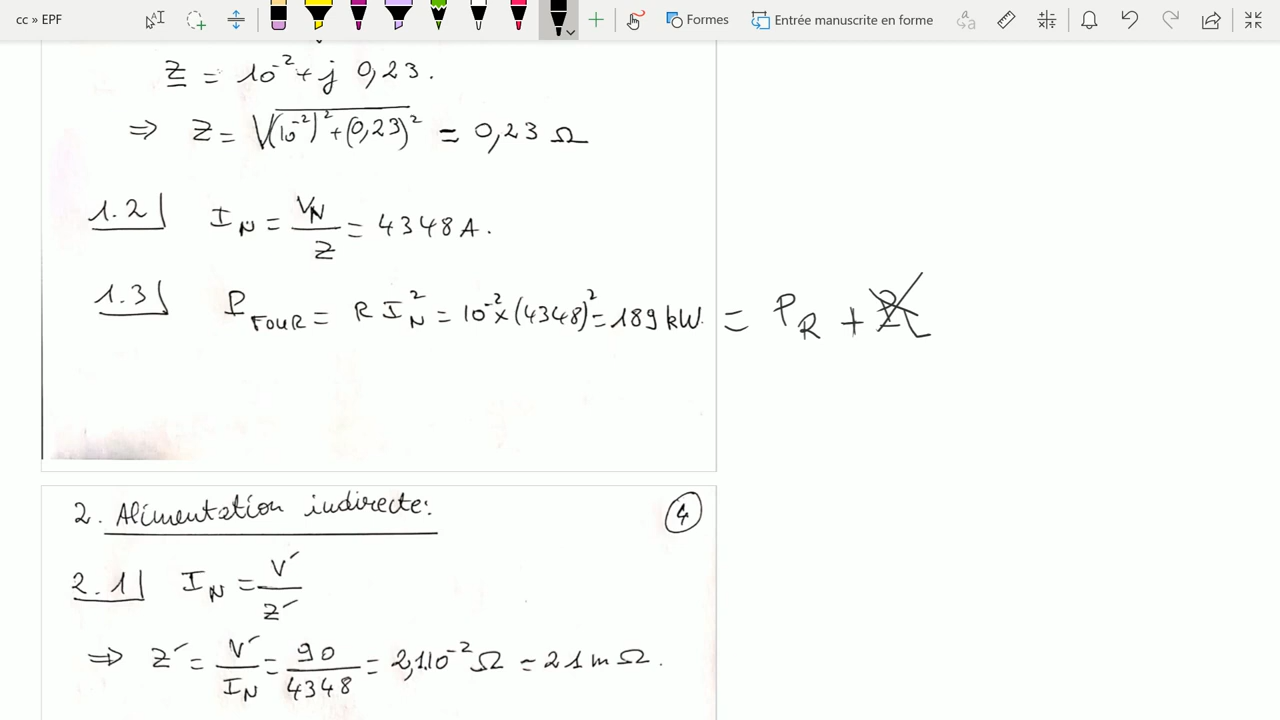 cc » EPF
Formes
Entrée manuscrite en forme
Z = 10⁻² + j 0,23.
⇒ Z = √(10⁻²)² + (0,23)² = 0,23 Ω
1.2| I_N = V_N / Z = 4348 A.
1.3| P_FOUR = R I_N² = 10⁻² × (4348)² = 189 kW. = P_R +
2. Alimentation indirecte:
4
2.1| I_N = V' / Z'
⇒ Z' = V' / I_N = 90 / 4348 = 2,1.10⁻² Ω = 21 m Ω.